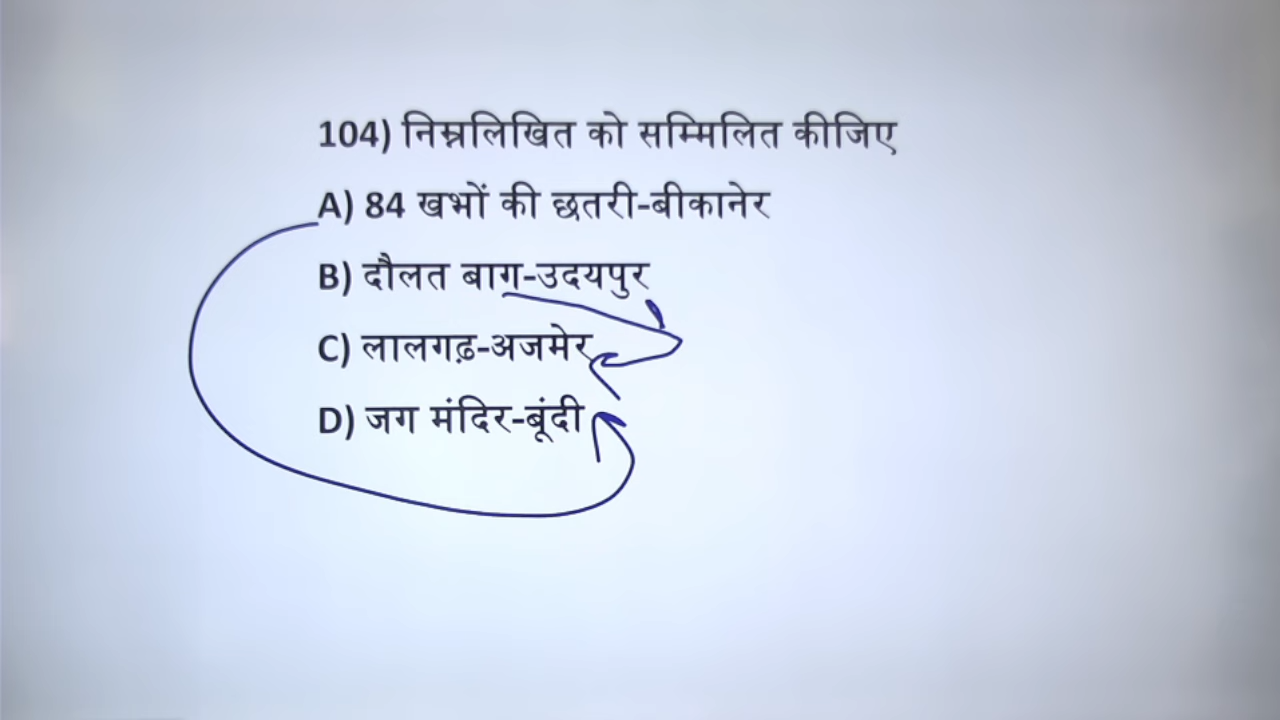 104) निम्नलिखित को सम्मिलित कीजिए
A) 84 खभों की छतरी-बीकानेर
B) दौलत बाग-उदयपुर
C) लालगढ़-अजमेर
D) जग मंदिर-बूंदी